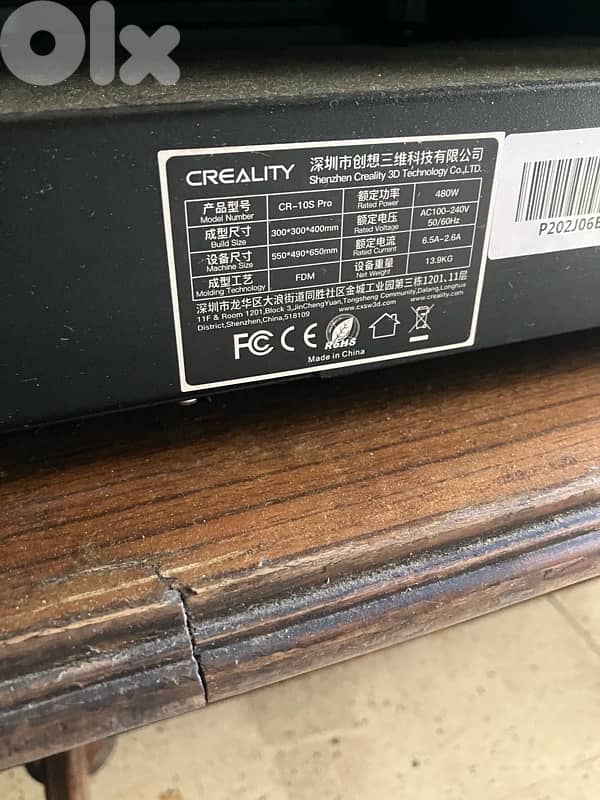 Olx
CREALITY 深圳市创想三维科技有限公司
Shenzhen Creality 3D Technology Co.,LTD.
产品型号 CR-10S Pro 额定功率 480W
Model Number Rated Power
成型尺寸 300*300*400mm 额定电压 AC100-240V
Build Size Rated Voltage 50/60Hz
设备尺寸 550*490*650mm 额定电流 6.5A-2.6A
Machine Size Rated Current
成型工艺 FDM 设备重量 13.9KG
Molding Technology Net Weight
深圳市龙华区大浪街道同胜社区金城工业园第三栋1201、11层
11F & Room 1201,Block 3,JinChengYuan,Tongsheng Community,Dalang,Longhua
District,Shenzhen,China,518109 www.cxsw3d.com www.creality.com
FC CE RoHS
Made in China
P202J06